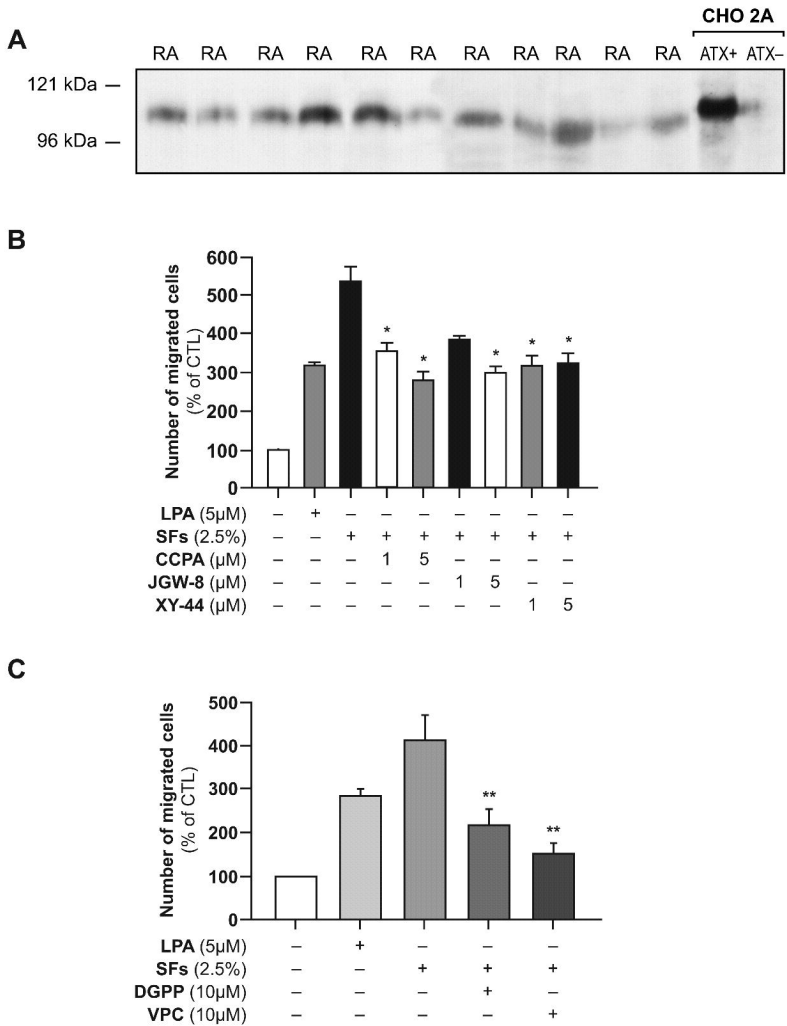 CHO 2A
A
RA RA RA RA RA RA RA RA RA RA RA ATX+ ATX–
121 kDa –
96 kDa –
B
Number of migrated cells
(% of CTL)
600
500
400
300
200
100
0
* * * * *
LPA (5µM) – + – – – – – – –
SFs (2.5%) – – + + + + + + +
CCPA (µM) – – – 1 5 – – – –
JGW-8 (µM) – – – – – 1 5 – –
XY-44 (µM) – – – – – – – 1 5
C
Number of migrated cells
(% of CTL)
500
400
300
200
100
0
** **
LPA (5µM) – + – – –
SFs (2.5%) – – + + +
DGPP (10µM) – – – + –
VPC (10µM) – – – – +